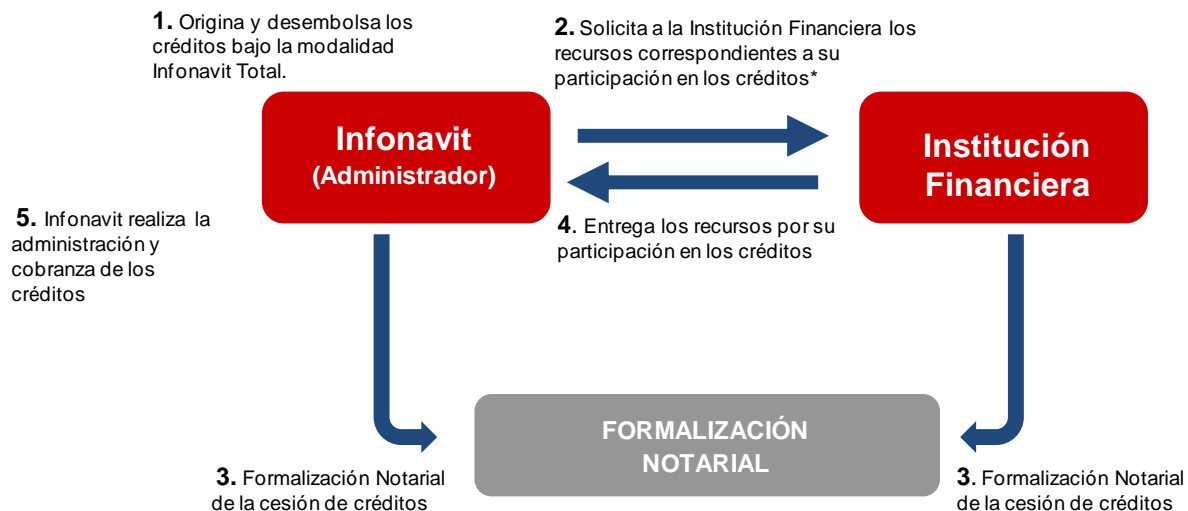 1. Origina y desembolsa los
créditos bajo la modalidad
Infonavit Total.
2. Solicita a la Institución Financiera los
recursos correspondientes a su
participación en los créditos*
Infonavit
(Administrador)
Institución
Financiera
5. Infonavit realiza la
administración y
cobranza de los
créditos
4. Entrega los recursos por su
participación en los créditos
FORMALIZACIÓN
NOTARIAL
3. Formalización Notarial
de la cesión de créditos
3. Formalización Notarial
de la cesión de créditos